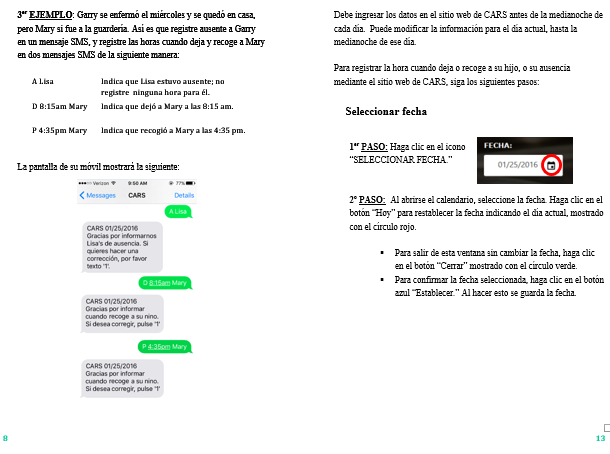 3er EJEMPLO: Garry se enfermó el miércoles y se quedó en casa,
pero Mary si fue a la guardería. Así es que registre ausente a Garry
en un mensaje SMS, y registre las horas cuando deja y recoge a Mary
en dos mensajes SMS de la siguiente manera:
A Lisa Indica que Lisa estuvo ausente; no
registre ninguna hora para él.
D 8:15am Mary Indica que dejó a Mary a las 8:15 am.
P 4:35pm Mary Indica que recogió a Mary a las 4:35 pm.
La pantalla de su móvil mostrará la siguiente:
Verizon 9:50 AM 77%
Messages CARS Details
A Lisa
CARS 01/25/2016
Gracias por informarnos
Lisa's de ausencia. Si
quieres hacer una
corrección, por favor
texto '1'.
D 8:15am Mary
CARS 01/25/2016
Gracias por informar
cuando recoge a su nino.
Si desea corregir, pulse '1'
P 4:35pm Mary
CARS 01/25/2016
Gracias por informar
cuando recoge a su nino.
Si desea corregir, pulse '1'
8
Debe ingresar los datos en el sitio web de CARS antes de la medianoche de
cada día. Puede modificar la información para el día actual, hasta la
medianoche de ese día.
Para registrar la hora cuando deja o recoge a su hijo, o su ausencia
mediante el sitio web de CARS, siga los siguientes pasos:
Seleccionar fecha
1er PASO: Haga clic en el icono
“SELECCIONAR FECHA.”
FECHA:
01/25/2016
2º PASO: Al abrirse el calendario, seleccione la fecha. Haga clic en el
botón “Hoy” para restablecer la fecha indicando el día actual, mostrado
con el círculo rojo.
▪ Para salir de esta ventana sin cambiar la fecha, haga clic
en el botón “Cerrar” mostrado con el círculo verde.
▪ Para confirmar la fecha seleccionada, haga clic en el botón
azul “Establecer.” Al hacer esto se guarda la fecha.
13